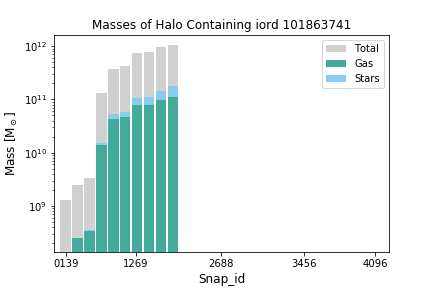 Masses of Halo Containing iord 101863741
Total
Gas
Stars
Mass [M_⊙]
10¹²
10¹¹
10¹⁰
10⁹
0139 1269 2688 3456 4096
Snap_id